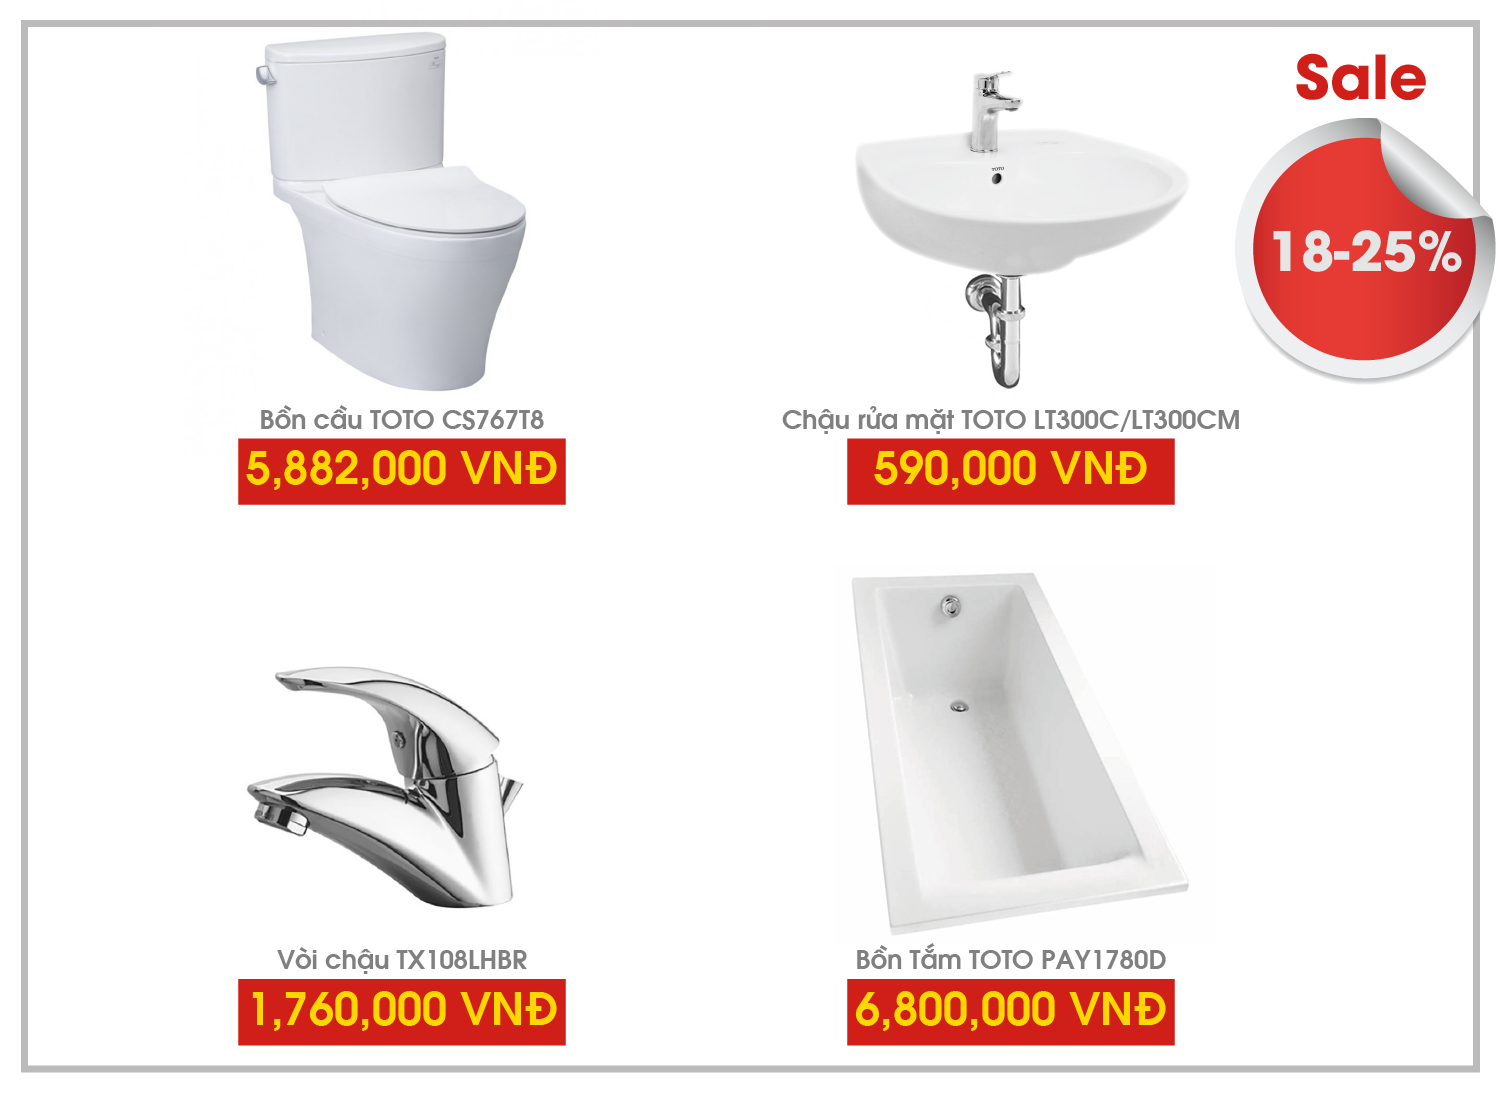 Sale
18-25%
TOTO
Bồn cầu TOTO CS767T8
5,882,000 VNĐ
Chậu rửa mặt TOTO LT300C/LT300CM
590,000 VNĐ
Vòi chậu TX108LHBR
1,760,000 VNĐ
Bồn Tắm TOTO PAY1780D
6,800,000 VNĐ